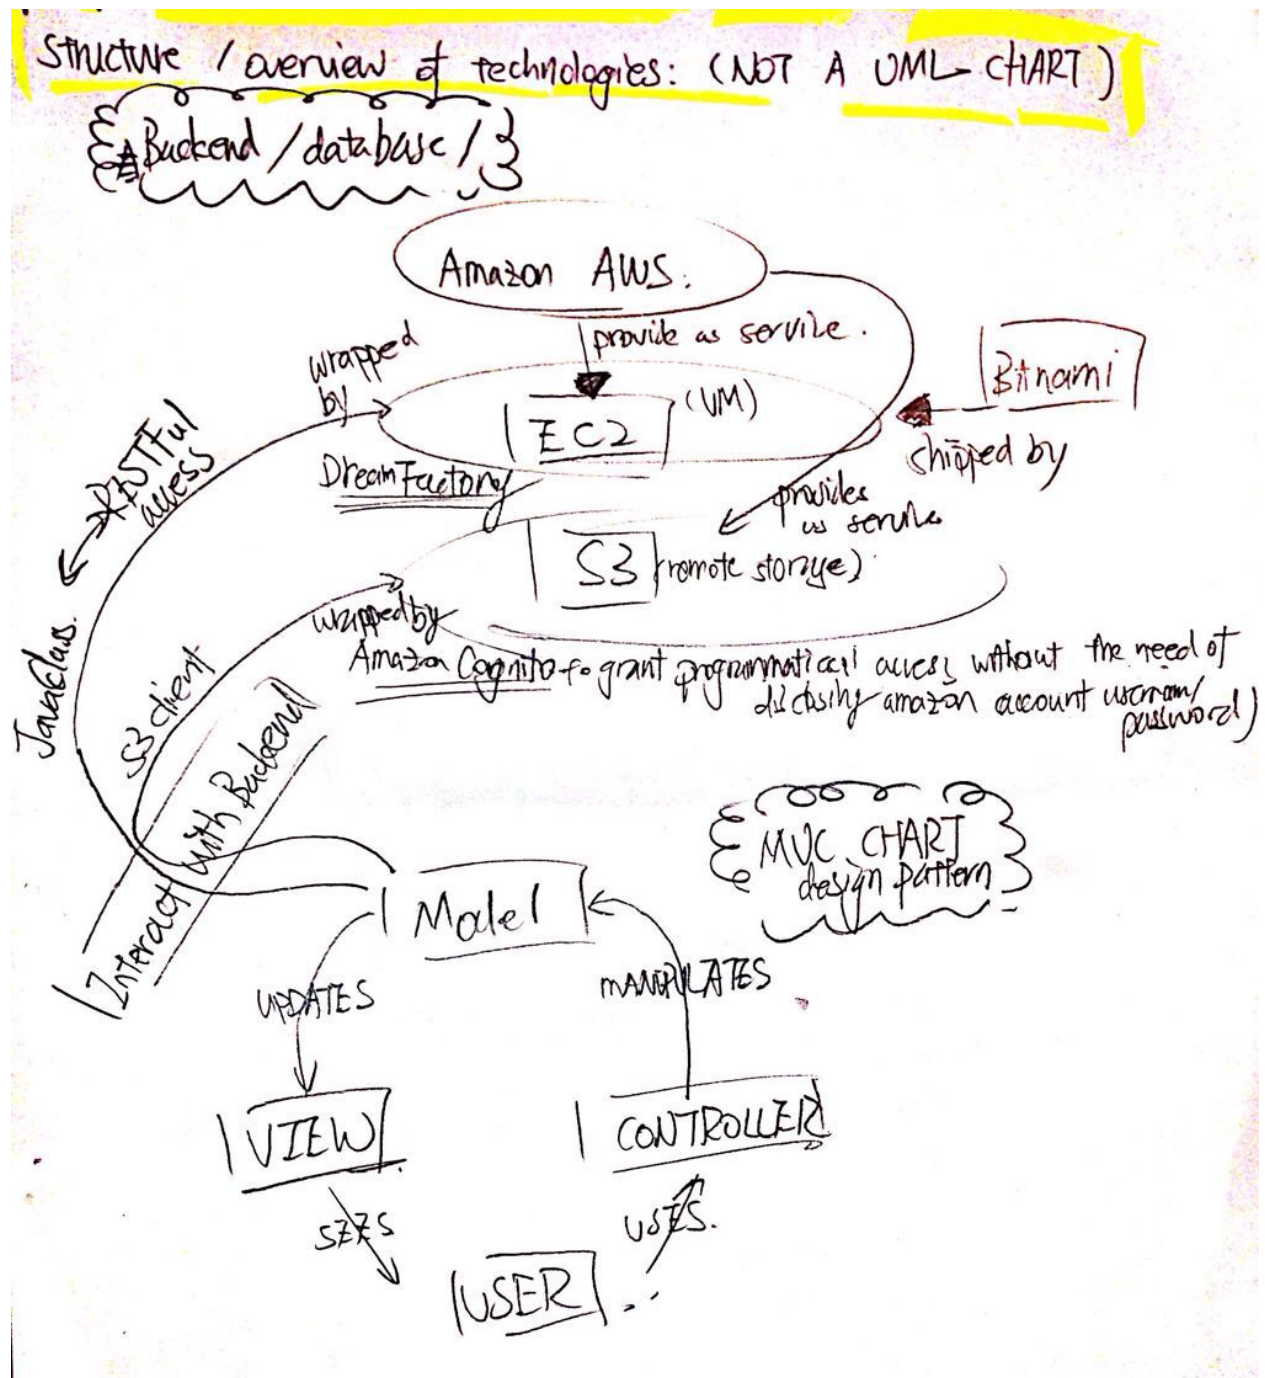 Structure / overview of technologies: (NOT A UML CHART)
Backend / database /
Amazon AWS.
provide as service.
wrapped
by
Bitnami
EC2
(VM)
RESTful
access
DreamFactory
shipped by
provides
as service
S3
(remote storage)
wrapped by
Amazon Cognito to grant programmatical access without the need of
disclosing amazon account usernam/
password)
JavaClass.
S3 client
Interact with Backend
MVC CHART
design pattern
Model
UPDATES
MANIPULATES
VIEW
CONTROLLER
SEES
USES.
USER